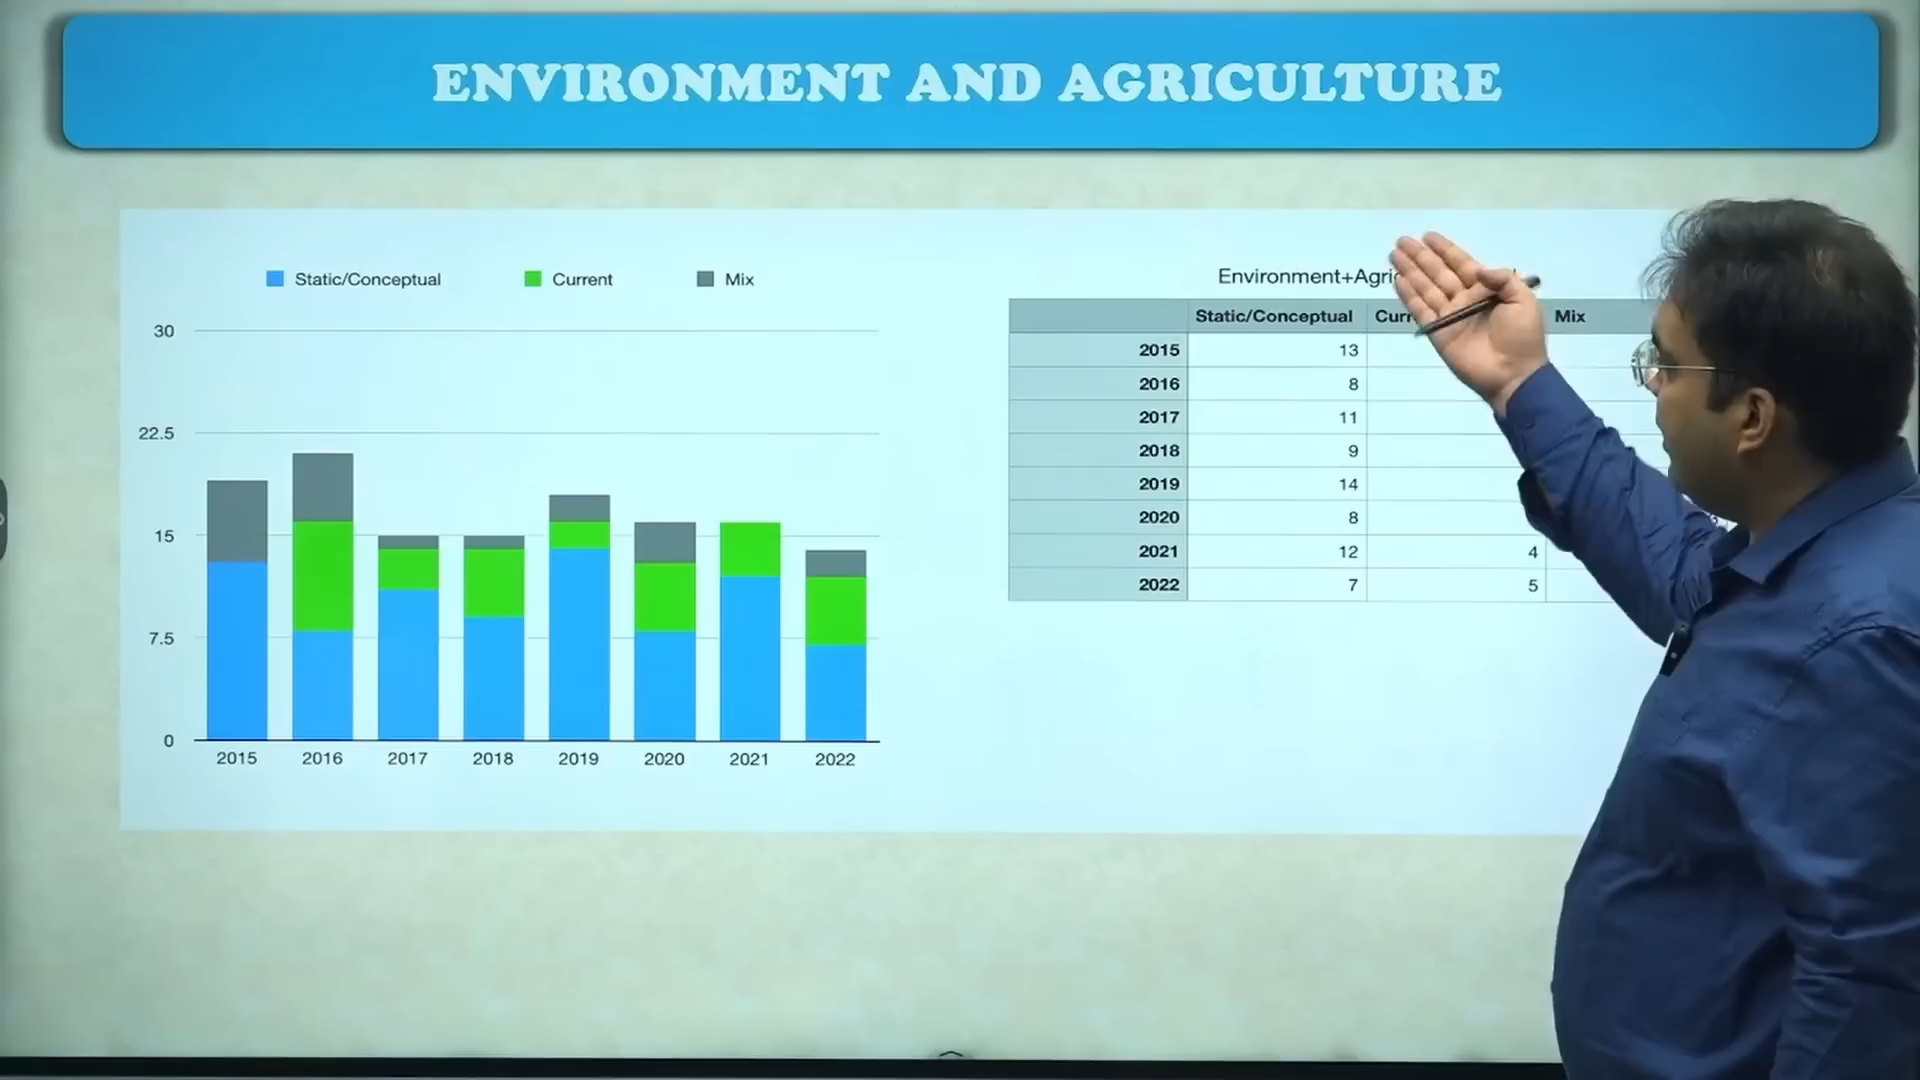 ENVIRONMENT AND AGRICULTURE
Static/Conceptual Current Mix
30
22.5
15
7.5
0
2015 2016 2017 2018 2019 2020 2021 2022
Static/Conceptual Mix
2015 13
2016 8
2017 11
2018 9
2019 14
2020 8
2021 12 4
2022 7 5